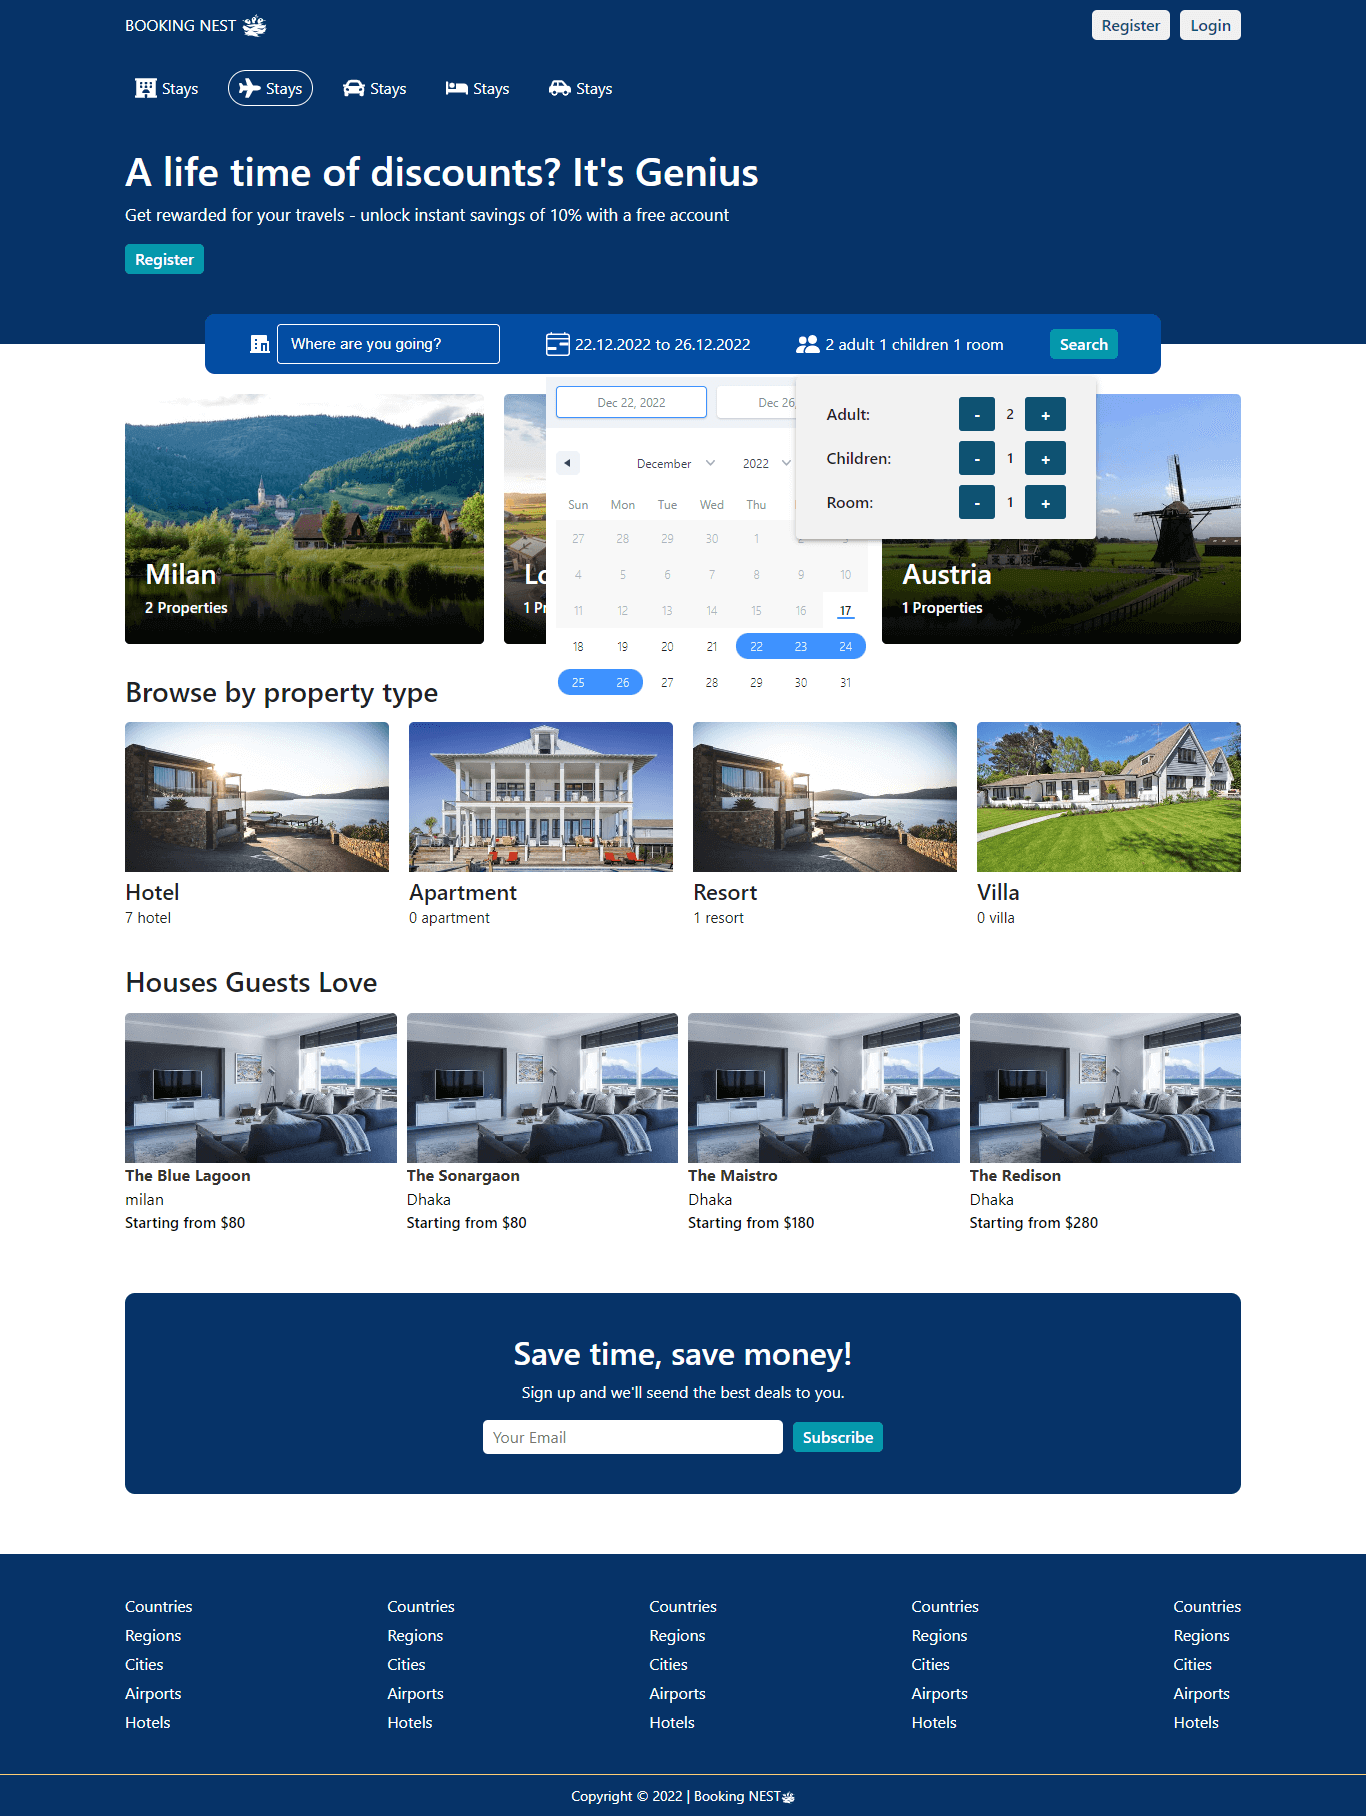 BOOKING NEST
Register Login
Stays Stays Stays Stays Stays
A life time of discounts? It's Genius
Get rewarded for your travels - unlock instant savings of 10% with a free account
Register
Where are you going? 22.12.2022 to 26.12.2022 2 adult 1 children 1 room Search
Dec 22, 2022 Dec 26,
Adult: - 2 +
Children: - 1 +
Room: - 1 +
December 2022
Sun Mon Tue Wed Thu
27 28 29 30 1 2 3
4 5 6 7 8 9 10
11 12 13 14 15 16 17
18 19 20 21 22 23 24
25 26 27 28 29 30 31
Milan
2 Properties
Lo
1 Pr
Austria
1 Properties
Browse by property type
Hotel Apartment Resort Villa
7 hotel 0 apartment 1 resort 0 villa
Houses Guests Love
The Blue Lagoon The Sonargaon The Maistro The Redison
milan Dhaka Dhaka Dhaka
Starting from $80 Starting from $80 Starting from $180 Starting from $280
Save time, save money!
Sign up and we'll seend the best deals to you.
Your Email Subscribe
Countries Countries Countries Countries Countries
Regions Regions Regions Regions Regions
Cities Cities Cities Cities Cities
Airports Airports Airports Airports Airports
Hotels Hotels Hotels Hotels Hotels
Copyright © 2022 | Booking NEST